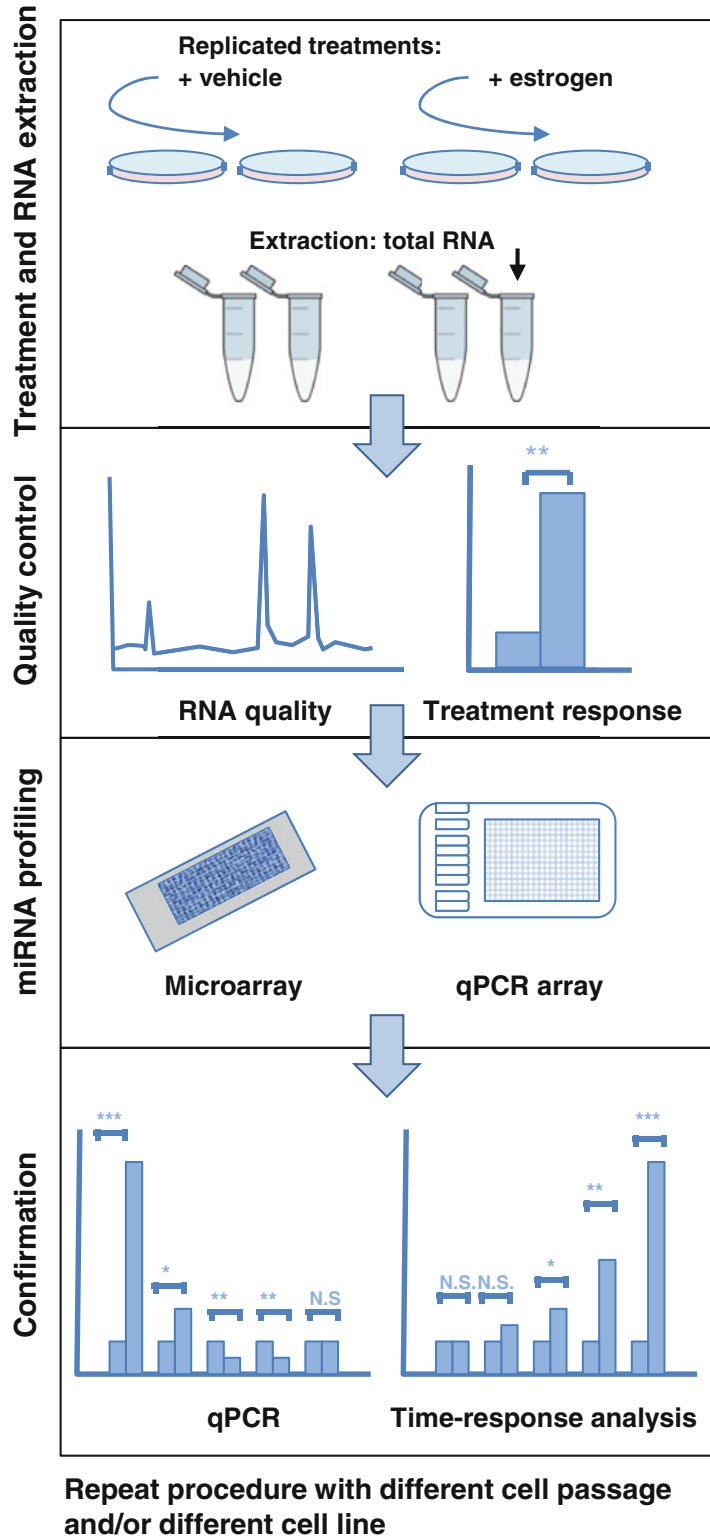 Treatment and RNA extraction
Replicated treatments:
+ vehicle
+ estrogen
Extraction: total RNA
Quality control
**
RNA quality
Treatment response
miRNA profiling
Microarray
qPCR array
Confirmation
***
*
**
**
N.S
qPCR
N.S.
N.S.
*
**
***
Time-response analysis
Repeat procedure with different cell passage
and/or different cell line